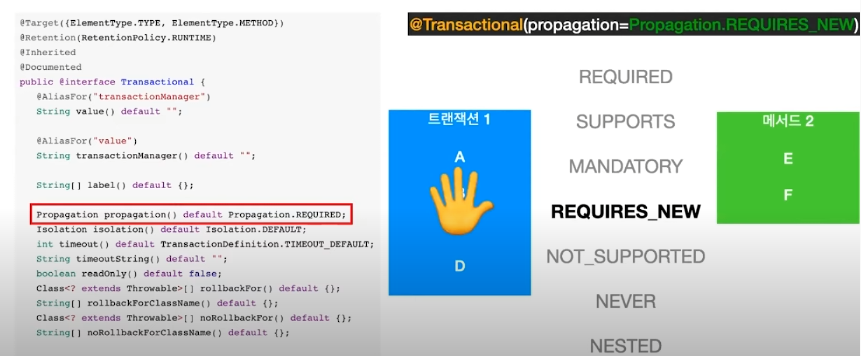 @Target({ElementType.TYPE, ElementType.METHOD})
@Retention(RetentionPolicy.RUNTIME)
@Inherited
@Documented
public @interface Transactional {
@AliasFor("transactionManager")
String value() default "";
@AliasFor("value")
String transactionManager() default "";
String[] label() default {};
Propagation propagation() default Propagation.REQUIRED;
Isolation isolation() default Isolation.DEFAULT;
int timeout() default TransactionDefinition.TIMEOUT_DEFAULT;
String timeoutString() default "";
boolean readOnly() default false;
Class<? extends Throwable>[] rollbackFor() default {};
String[] rollbackForClassName() default {};
Class<? extends Throwable>[] noRollbackFor() default {};
String[] noRollbackForClassName() default {};
@Transactional(propagation=Propagation.REQUIRES_NEW)
트랜잭션 1
A
D
REQUIRED
SUPPORTS
MANDATORY
REQUIRES_NEW
NOT_SUPPORTED
NEVER
NESTED
메서드 2
E
F